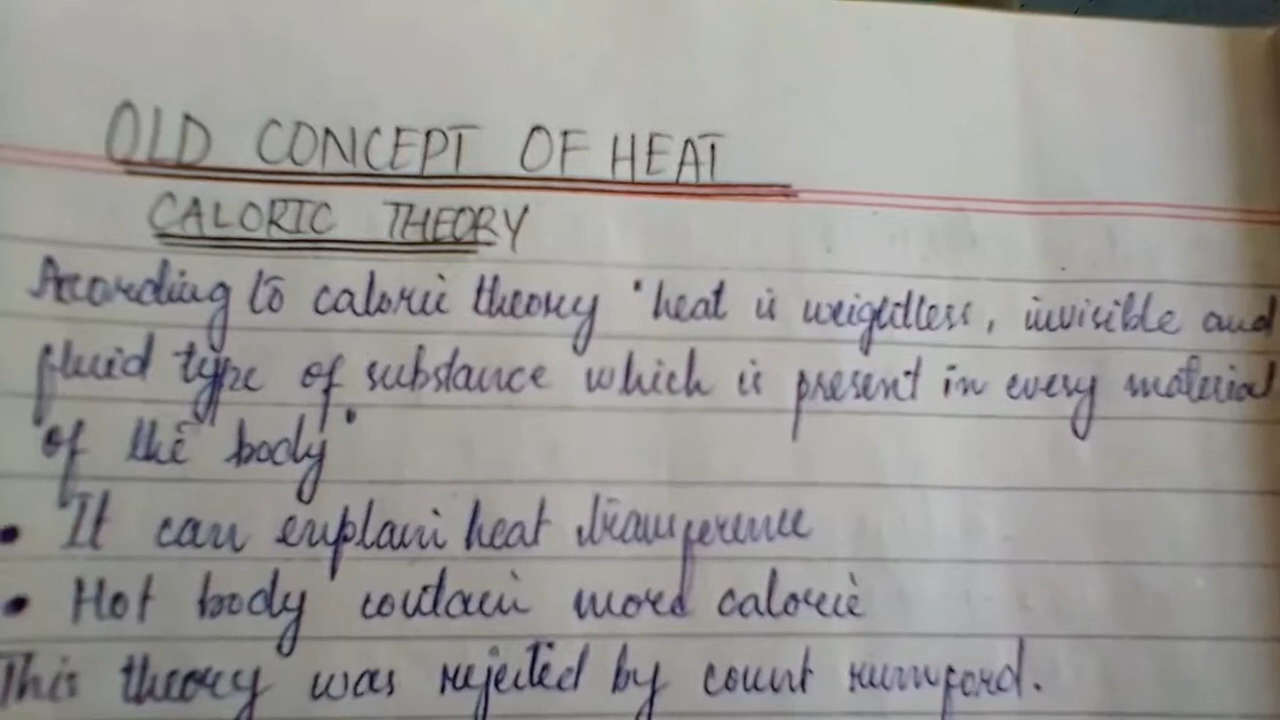 OLD CONCEPT OF HEAT
CALORIC THEORY
According to caloric theory "heat is weightless, invisible and
fluid type of substance which is present in every material
of the body"
• It can explain heat transference
• Hot body contain more caloric
This theory was rejected by count rumford.